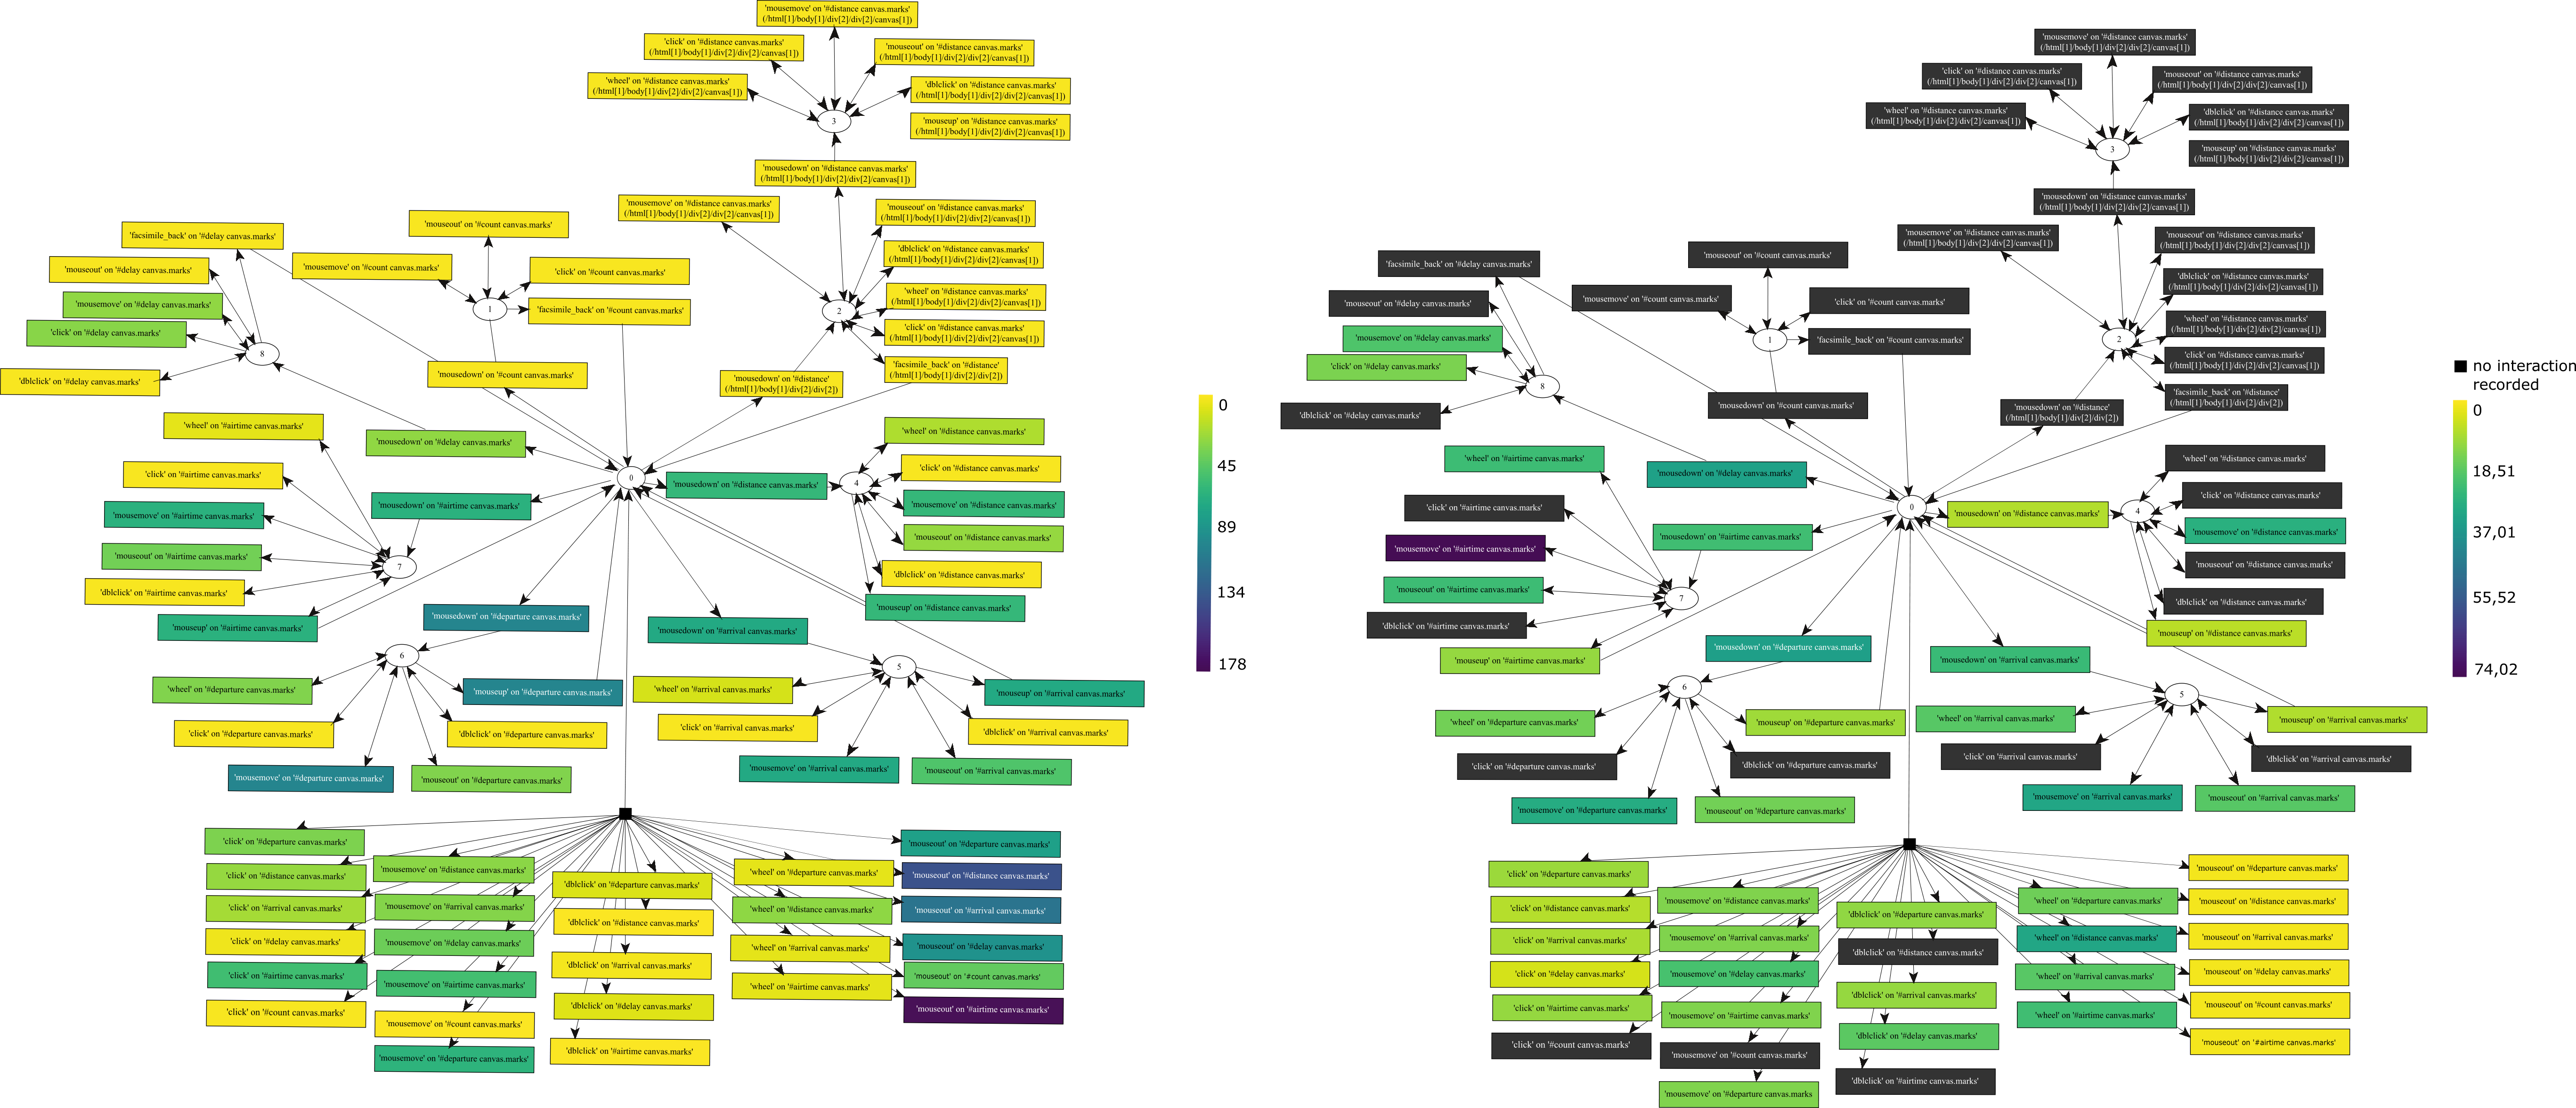 'mousemove' on '#distance canvas.marks'
(/html[1]/body[1]/div[2]/div[2]/canvas[1])
'click' on '#distance canvas.marks'
(/html[1]/body[1]/div[2]/div[2]/canvas[1])
'mouseout' on '#distance canvas.marks'
(/html[1]/body[1]/div[2]/div[2]/canvas[1])
'wheel' on '#distance canvas.marks'
(/html[1]/body[1]/div[2]/div[2]/canvas[1])
'dblclick' on '#distance canvas.marks'
(/html[1]/body[1]/div[2]/div[2]/canvas[1])
3
'mouseup' on '#distance canvas.marks'
(/html[1]/body[1]/div[2]/div[2]/canvas[1])
'mousedown' on '#distance canvas.marks'
(/html[1]/body[1]/div[2]/div[2]/canvas[1])
'mousemove' on '#distance canvas.marks'
(/html[1]/body[1]/div[2]/div[2]/canvas[1])
'mouseout' on '#distance canvas.marks'
(/html[1]/body[1]/div[2]/div[2]/canvas[1])
'dblclick' on '#distance canvas.marks'
(/html[1]/body[1]/div[2]/div[2]/canvas[1])
'wheel' on '#distance canvas.marks'
(/html[1]/body[1]/div[2]/div[2]/canvas[1])
2
'click' on '#distance canvas.marks'
(/html[1]/body[1]/div[2]/div[2]/canvas[1])
'facsimile_back' on '#distance'
(/html[1]/body[1]/div[2]/div[2])
'mousedown' on '#distance'
(/html[1]/body[1]/div[2]/div[2])
'mouseout' on '#count canvas.marks'
'mousemove' on '#count canvas.marks'
'click' on '#count canvas.marks'
1
'facsimile_back' on '#count canvas.marks'
'mousedown' on '#count canvas.marks'
'facsimile_back' on '#delay canvas.marks'
'mouseout' on '#delay canvas.marks'
'mousemove' on '#delay canvas.marks'
'click' on '#delay canvas.marks'
8
'dblclick' on '#delay canvas.marks'
'mousedown' on '#delay canvas.marks'
'wheel' on '#airtime canvas.marks'
'click' on '#airtime canvas.marks'
'mousedown' on '#airtime canvas.marks'
'mousemove' on '#airtime canvas.marks'
'mouseout' on '#airtime canvas.marks'
7
'dblclick' on '#airtime canvas.marks'
'mouseup' on '#airtime canvas.marks'
0
'mousedown' on '#distance canvas.marks'
4
'wheel' on '#distance canvas.marks'
'click' on '#distance canvas.marks'
'mousemove' on '#distance canvas.marks'
'mouseout' on '#distance canvas.marks'
'dblclick' on '#distance canvas.marks'
'mouseup' on '#distance canvas.marks'
'mousedown' on '#departure canvas.marks'
6
'wheel' on '#departure canvas.marks'
'mouseup' on '#departure canvas.marks'
'click' on '#departure canvas.marks'
'dblclick' on '#departure canvas.marks'
'mousemove' on '#departure canvas.marks'
'mouseout' on '#departure canvas.marks'
'mousedown' on '#arrival canvas.marks'
5
'wheel' on '#arrival canvas.marks'
'mouseup' on '#arrival canvas.marks'
'click' on '#arrival canvas.marks'
'dblclick' on '#arrival canvas.marks'
'mousemove' on '#arrival canvas.marks'
'mouseout' on '#arrival canvas.marks'
'click' on '#departure canvas.marks'
'click' on '#distance canvas.marks'
'click' on '#arrival canvas.marks'
'click' on '#delay canvas.marks'
'click' on '#airtime canvas.marks'
'click' on '#count canvas.marks'
'mousemove' on '#distance canvas.marks'
'mousemove' on '#arrival canvas.marks'
'mousemove' on '#delay canvas.marks'
'mousemove' on '#airtime canvas.marks'
'mousemove' on '#count canvas.marks'
'mousemove' on '#departure canvas.marks'
'dblclick' on '#departure canvas.marks'
'dblclick' on '#distance canvas.marks'
'dblclick' on '#arrival canvas.marks'
'dblclick' on '#delay canvas.marks'
'dblclick' on '#airtime canvas.marks'
'wheel' on '#departure canvas.marks'
'wheel' on '#distance canvas.marks'
'wheel' on '#arrival canvas.marks'
'wheel' on '#airtime canvas.marks'
'mouseout' on '#departure canvas.marks'
'mouseout' on '#distance canvas.marks'
'mouseout' on '#arrival canvas.marks'
'mouseout' on '#delay canvas.marks'
'mouseout' on '#count canvas.marks'
'mouseout' on '#airtime canvas.marks'
0
45
89
134
178
'mousemove' on '#distance canvas.marks'
(/html[1]/body[1]/div[2]/div[2]/canvas[1])
'click' on '#distance canvas.marks'
(/html[1]/body[1]/div[2]/div[2]/canvas[1])
'mouseout' on '#distance canvas.marks'
(/html[1]/body[1]/div[2]/div[2]/canvas[1])
'wheel' on '#distance canvas.marks'
(/html[1]/body[1]/div[2]/div[2]/canvas[1])
'dblclick' on '#distance canvas.marks'
(/html[1]/body[1]/div[2]/div[2]/canvas[1])
3
'mouseup' on '#distance canvas.marks'
(/html[1]/body[1]/div[2]/div[2]/canvas[1])
'mousedown' on '#distance canvas.marks'
(/html[1]/body[1]/div[2]/div[2]/canvas[1])
'mousemove' on '#distance canvas.marks'
(/html[1]/body[1]/div[2]/div[2]/canvas[1])
'mouseout' on '#distance canvas.marks'
(/html[1]/body[1]/div[2]/div[2]/canvas[1])
'dblclick' on '#distance canvas.marks'
(/html[1]/body[1]/div[2]/div[2]/canvas[1])
'wheel' on '#distance canvas.marks'
(/html[1]/body[1]/div[2]/div[2]/canvas[1])
2
'click' on '#distance canvas.marks'
(/html[1]/body[1]/div[2]/div[2]/canvas[1])
'facsimile_back' on '#distance'
(/html[1]/body[1]/div[2]/div[2])
'mousedown' on '#distance'
(/html[1]/body[1]/div[2]/div[2])
'mouseout' on '#count canvas.marks'
'mousemove' on '#count canvas.marks'
'click' on '#count canvas.marks'
1
'facsimile_back' on '#count canvas.marks'
'mousedown' on '#count canvas.marks'
'facsimile_back' on '#delay canvas.marks'
'mouseout' on '#delay canvas.marks'
'mousemove' on '#delay canvas.marks'
'click' on '#delay canvas.marks'
8
'dblclick' on '#delay canvas.marks'
'mousedown' on '#delay canvas.marks'
'wheel' on '#airtime canvas.marks'
'click' on '#airtime canvas.marks'
'mousedown' on '#airtime canvas.marks'
'mousemove' on '#airtime canvas.marks'
'mouseout' on '#airtime canvas.marks'
7
'dblclick' on '#airtime canvas.marks'
'mouseup' on '#airtime canvas.marks'
0
'mousedown' on '#distance canvas.marks'
4
'wheel' on '#distance canvas.marks'
'click' on '#distance canvas.marks'
'mousemove' on '#distance canvas.marks'
'mouseout' on '#distance canvas.marks'
'dblclick' on '#distance canvas.marks'
'mouseup' on '#distance canvas.marks'
'mousedown' on '#departure canvas.marks'
6
'wheel' on '#departure canvas.marks'
'mouseup' on '#departure canvas.marks'
'click' on '#departure canvas.marks'
'dblclick' on '#departure canvas.marks'
'mousemove' on '#departure canvas.marks'
'mouseout' on '#departure canvas.marks'
'mousedown' on '#arrival canvas.marks'
5
'wheel' on '#arrival canvas.marks'
'mouseup' on '#arrival canvas.marks'
'click' on '#arrival canvas.marks'
'dblclick' on '#arrival canvas.marks'
'mousemove' on '#arrival canvas.marks'
'mouseout' on '#arrival canvas.marks'
'click' on '#departure canvas.marks'
'click' on '#distance canvas.marks'
'click' on '#arrival canvas.marks'
'click' on '#delay canvas.marks'
'click' on '#airtime canvas.marks'
'click' on '#count canvas.marks'
'mousemove' on '#distance canvas.marks'
'mousemove' on '#arrival canvas.marks'
'mousemove' on '#delay canvas.marks'
'mousemove' on '#airtime canvas.marks'
'mousemove' on '#count canvas.marks'
'mousemove' on '#departure canvas.marks
'dblclick' on '#departure canvas.marks'
'dblclick' on '#distance canvas.marks'
'dblclick' on '#arrival canvas.marks'
'dblclick' on '#delay canvas.marks'
'dblclick' on '#airtime canvas.marks'
'wheel' on '#departure canvas.marks'
'wheel' on '#distance canvas.marks'
'wheel' on '#arrival canvas.marks'
'wheel' on '#airtime canvas.marks'
'mouseout' on '#departure canvas.marks'
'mouseout' on '#distance canvas.marks'
'mouseout' on '#arrival canvas.marks'
'mouseout' on '#delay canvas.marks'
'mouseout' on '#count canvas.marks'
'mouseout' on '#airtime canvas.marks'
no interaction
recorded
0
18,51
37,01
55,52
74,02